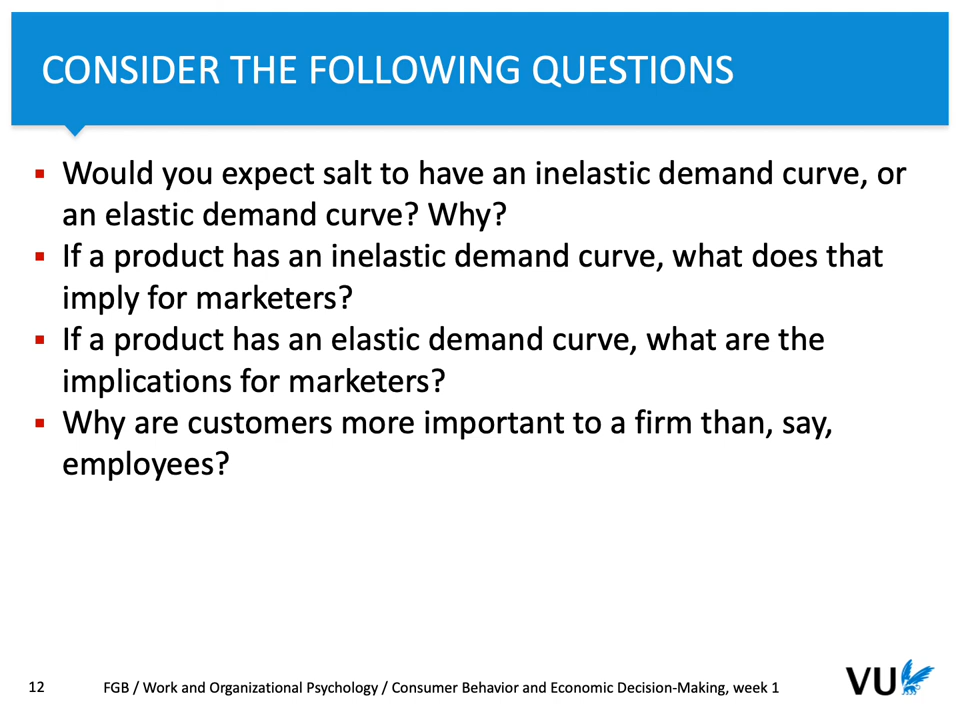 CONSIDER THE FOLLOWING QUESTIONS
▪ Would you expect salt to have an inelastic demand curve, or
an elastic demand curve? Why?
▪ If a product has an inelastic demand curve, what does that
imply for marketers?
▪ If a product has an elastic demand curve, what are the
implications for marketers?
▪ Why are customers more important to a firm than, say,
employees?
12 FGB / Work and Organizational Psychology / Consumer Behavior and Economic Decision-Making, week 1
VU